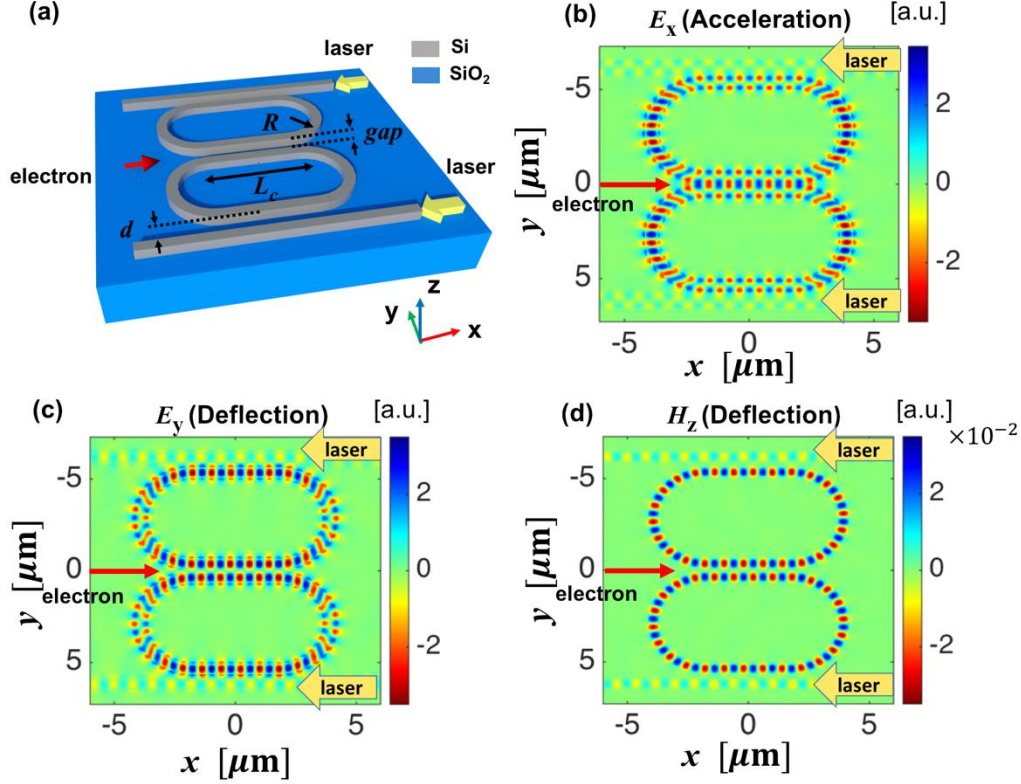 (a)
laser
Si
SiO2
R
gap
laser
electron
Lc
d
z
y
x
(b)
Ex (Acceleration)
[a.u.]
laser
-5
0
5
y [μm]
electron
laser
2
0
-2
-5
0
5
x [μm]
(c)
Ey (Deflection)
[a.u.]
laser
-5
0
5
y [μm]
electron
laser
2
0
-2
-5
0
5
x [μm]
(d)
Hz (Deflection)
[a.u.]
×10⁻²
laser
-5
0
5
y [μm]
electron
laser
2
0
-2
-5
0
5
x [μm]